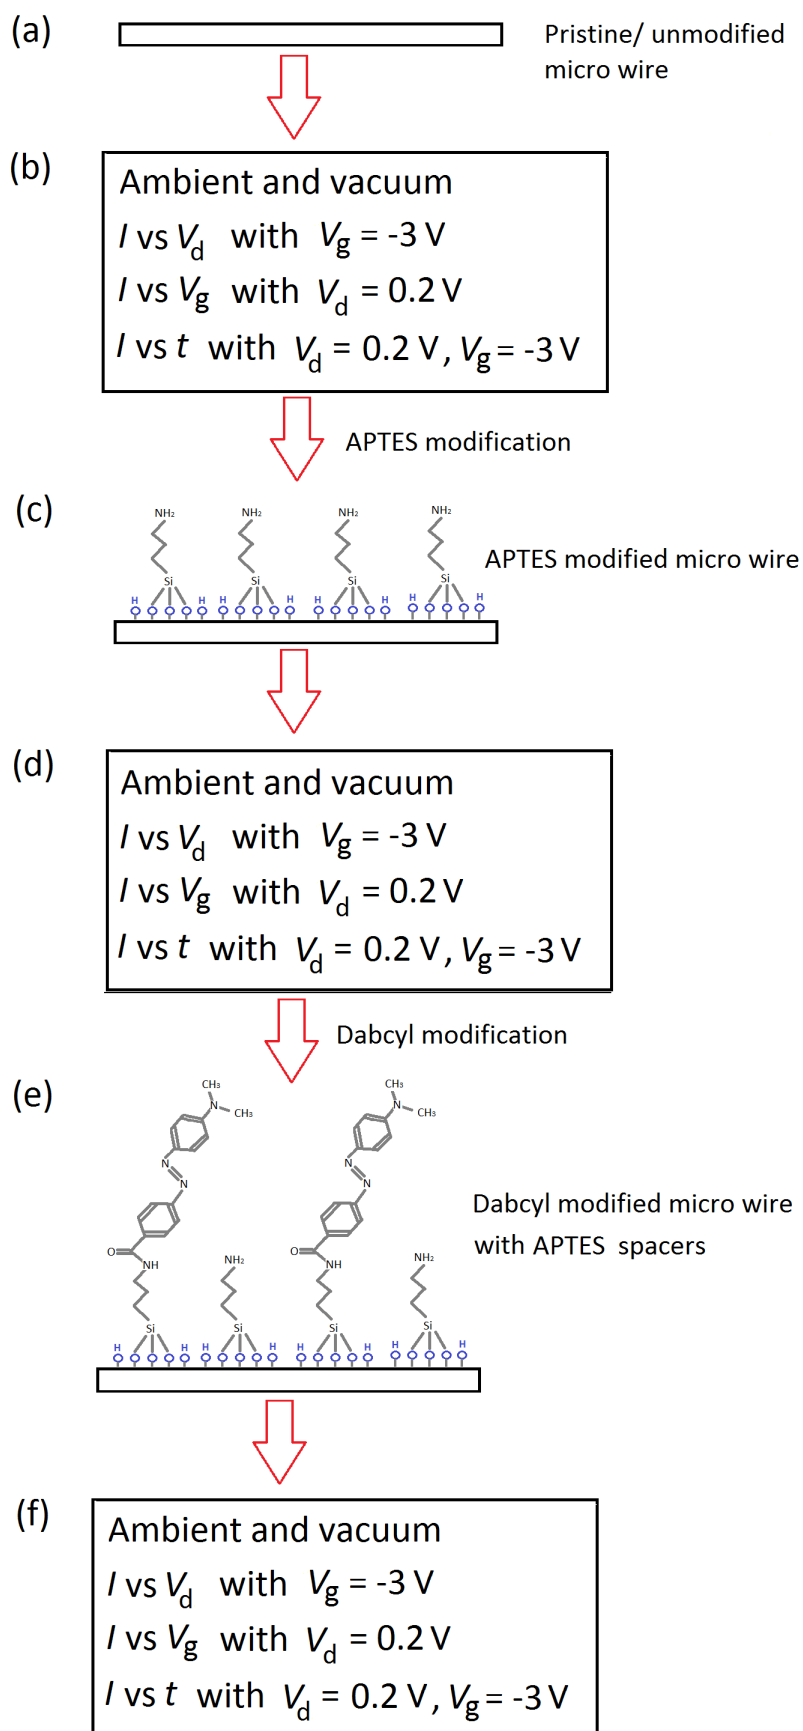 (a)
Pristine/ unmodified
micro wire
(b)
Ambient and vacuum
I vs Vd with Vg = -3 V
I vs Vg with Vd = 0.2 V
I vs t with Vd = 0.2 V, Vg = -3 V
APTES modification
(c)
NH2 NH2 NH2 NH2
APTES modified micro wire
Si Si Si Si
H H H H H H H H
O O O O O O O O O O O O O O O O O O O O
(d)
Ambient and vacuum
I vs Vd with Vg = -3 V
I vs Vg with Vd = 0.2 V
I vs t with Vd = 0.2 V, Vg = -3 V
Dabcyl modification
(e)
CH3 CH3
N CH3 N CH3
N N
N N
Dabcyl modified micro wire
with APTES spacers
O NH NH2 O NH NH2
Si Si Si Si
H H H H H H H H
O O O O O O O O O O O O O O O O O O O O
(f)
Ambient and vacuum
I vs Vd with Vg = -3 V
I vs Vg with Vd = 0.2 V
I vs t with Vd = 0.2 V, Vg = -3 V